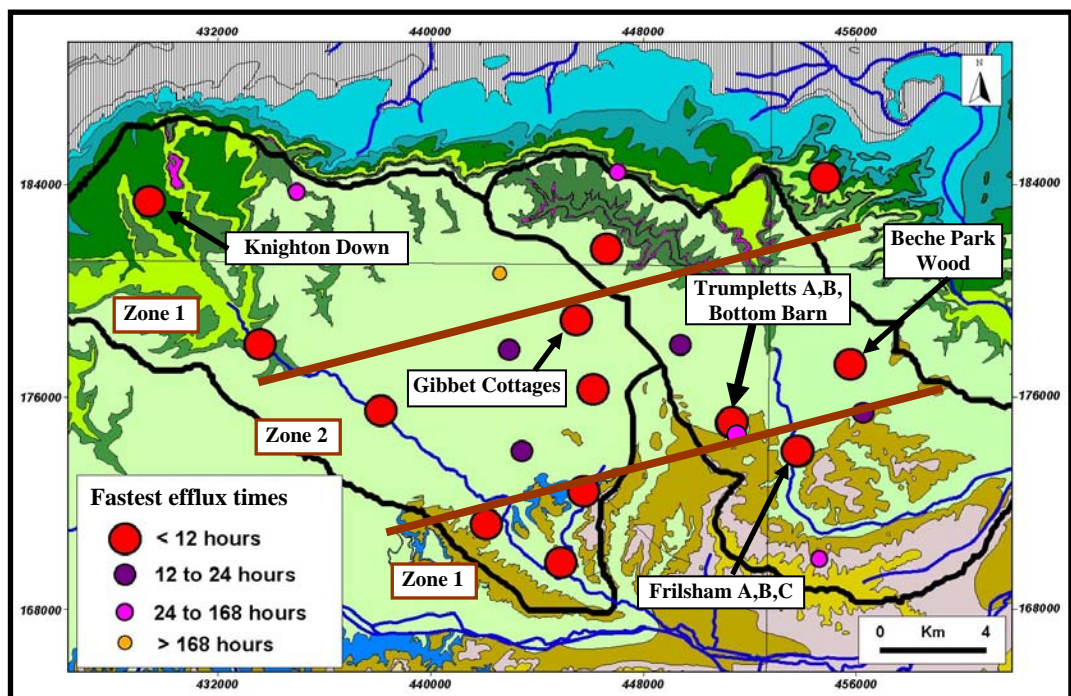 432000
440000
448000
456000
N
184000
184000
Knighton Down
Beche Park
Wood
Trumpletts A,B,
Bottom Barn
Zone 1
Gibbet Cottages
176000
176000
Zone 2
Fastest efflux times
< 12 hours
12 to 24 hours
24 to 168 hours
> 168 hours
Zone 1
Frilsham A,B,C
168000
168000
0 Km 4
432000
440000
448000
456000